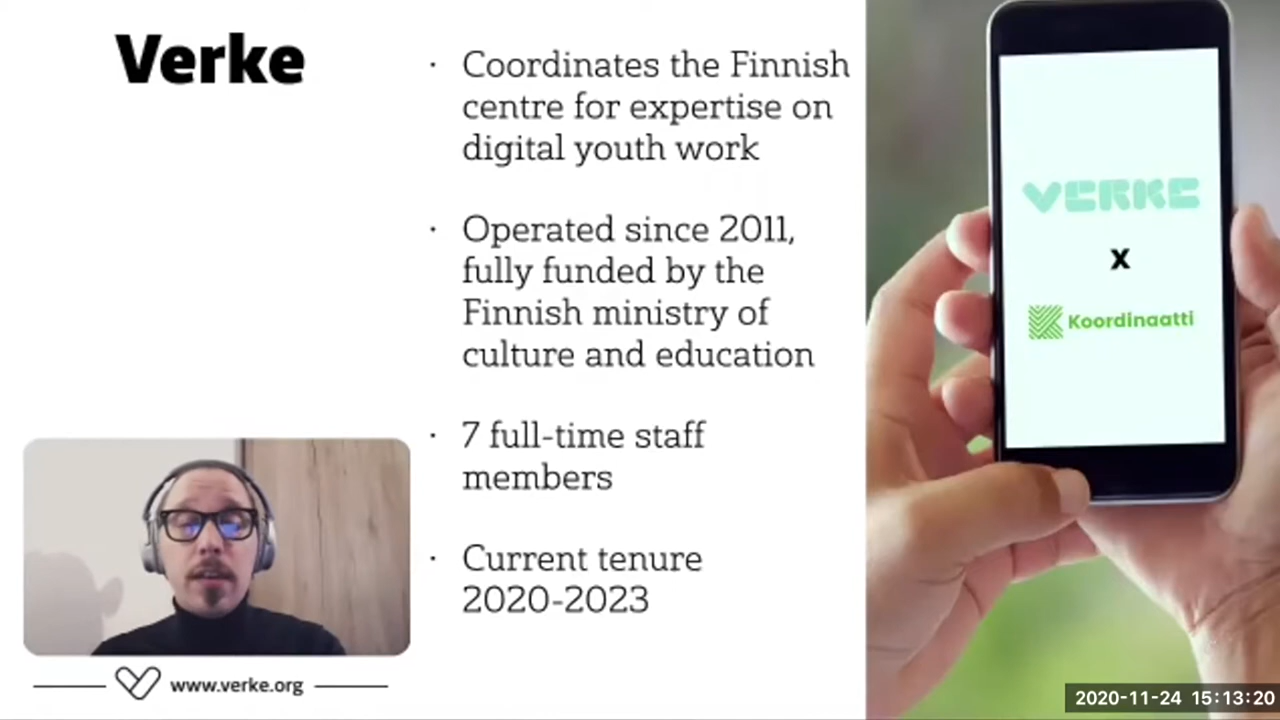 Verke
· Coordinates the Finnish
centre for expertise on
digital youth work
· Operated since 2011,
fully funded by the
Finnish ministry of
culture and education
· 7 full-time staff
members
· Current tenure
2020-2023
www.verke.org
VERKE
x
Koordinaatti
2020-11-24 15:13:20